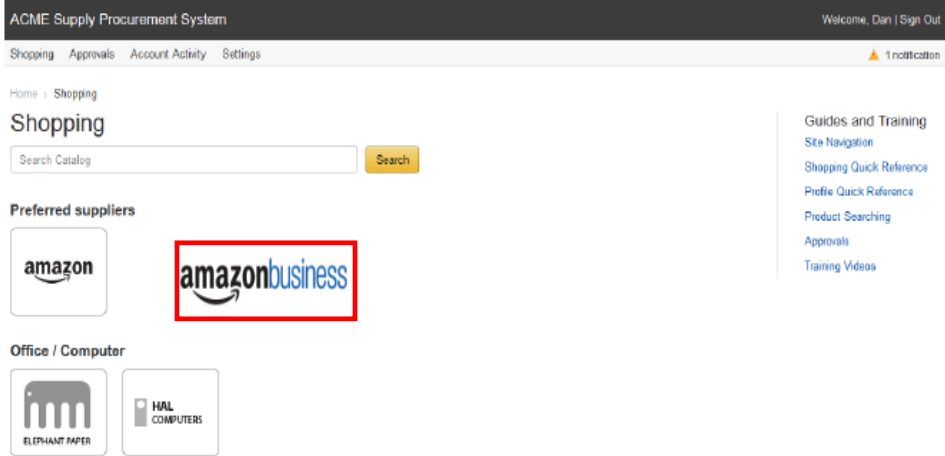 ACME Supply Procurement System
Welcome, Dan | Sign Out
Shopping Approvals Account Activity Settings
1 notification
Home › Shopping
Shopping
Search Catalog
Search
Preferred suppliers
amazon
amazonbusiness
Office / Computer
ELEPHANT PAPER
HAL
COMPUTERS
Guides and Training
Site Navigation
Shopping Quick Reference
Profile Quick Reference
Product Searching
Approvals
Training Videos